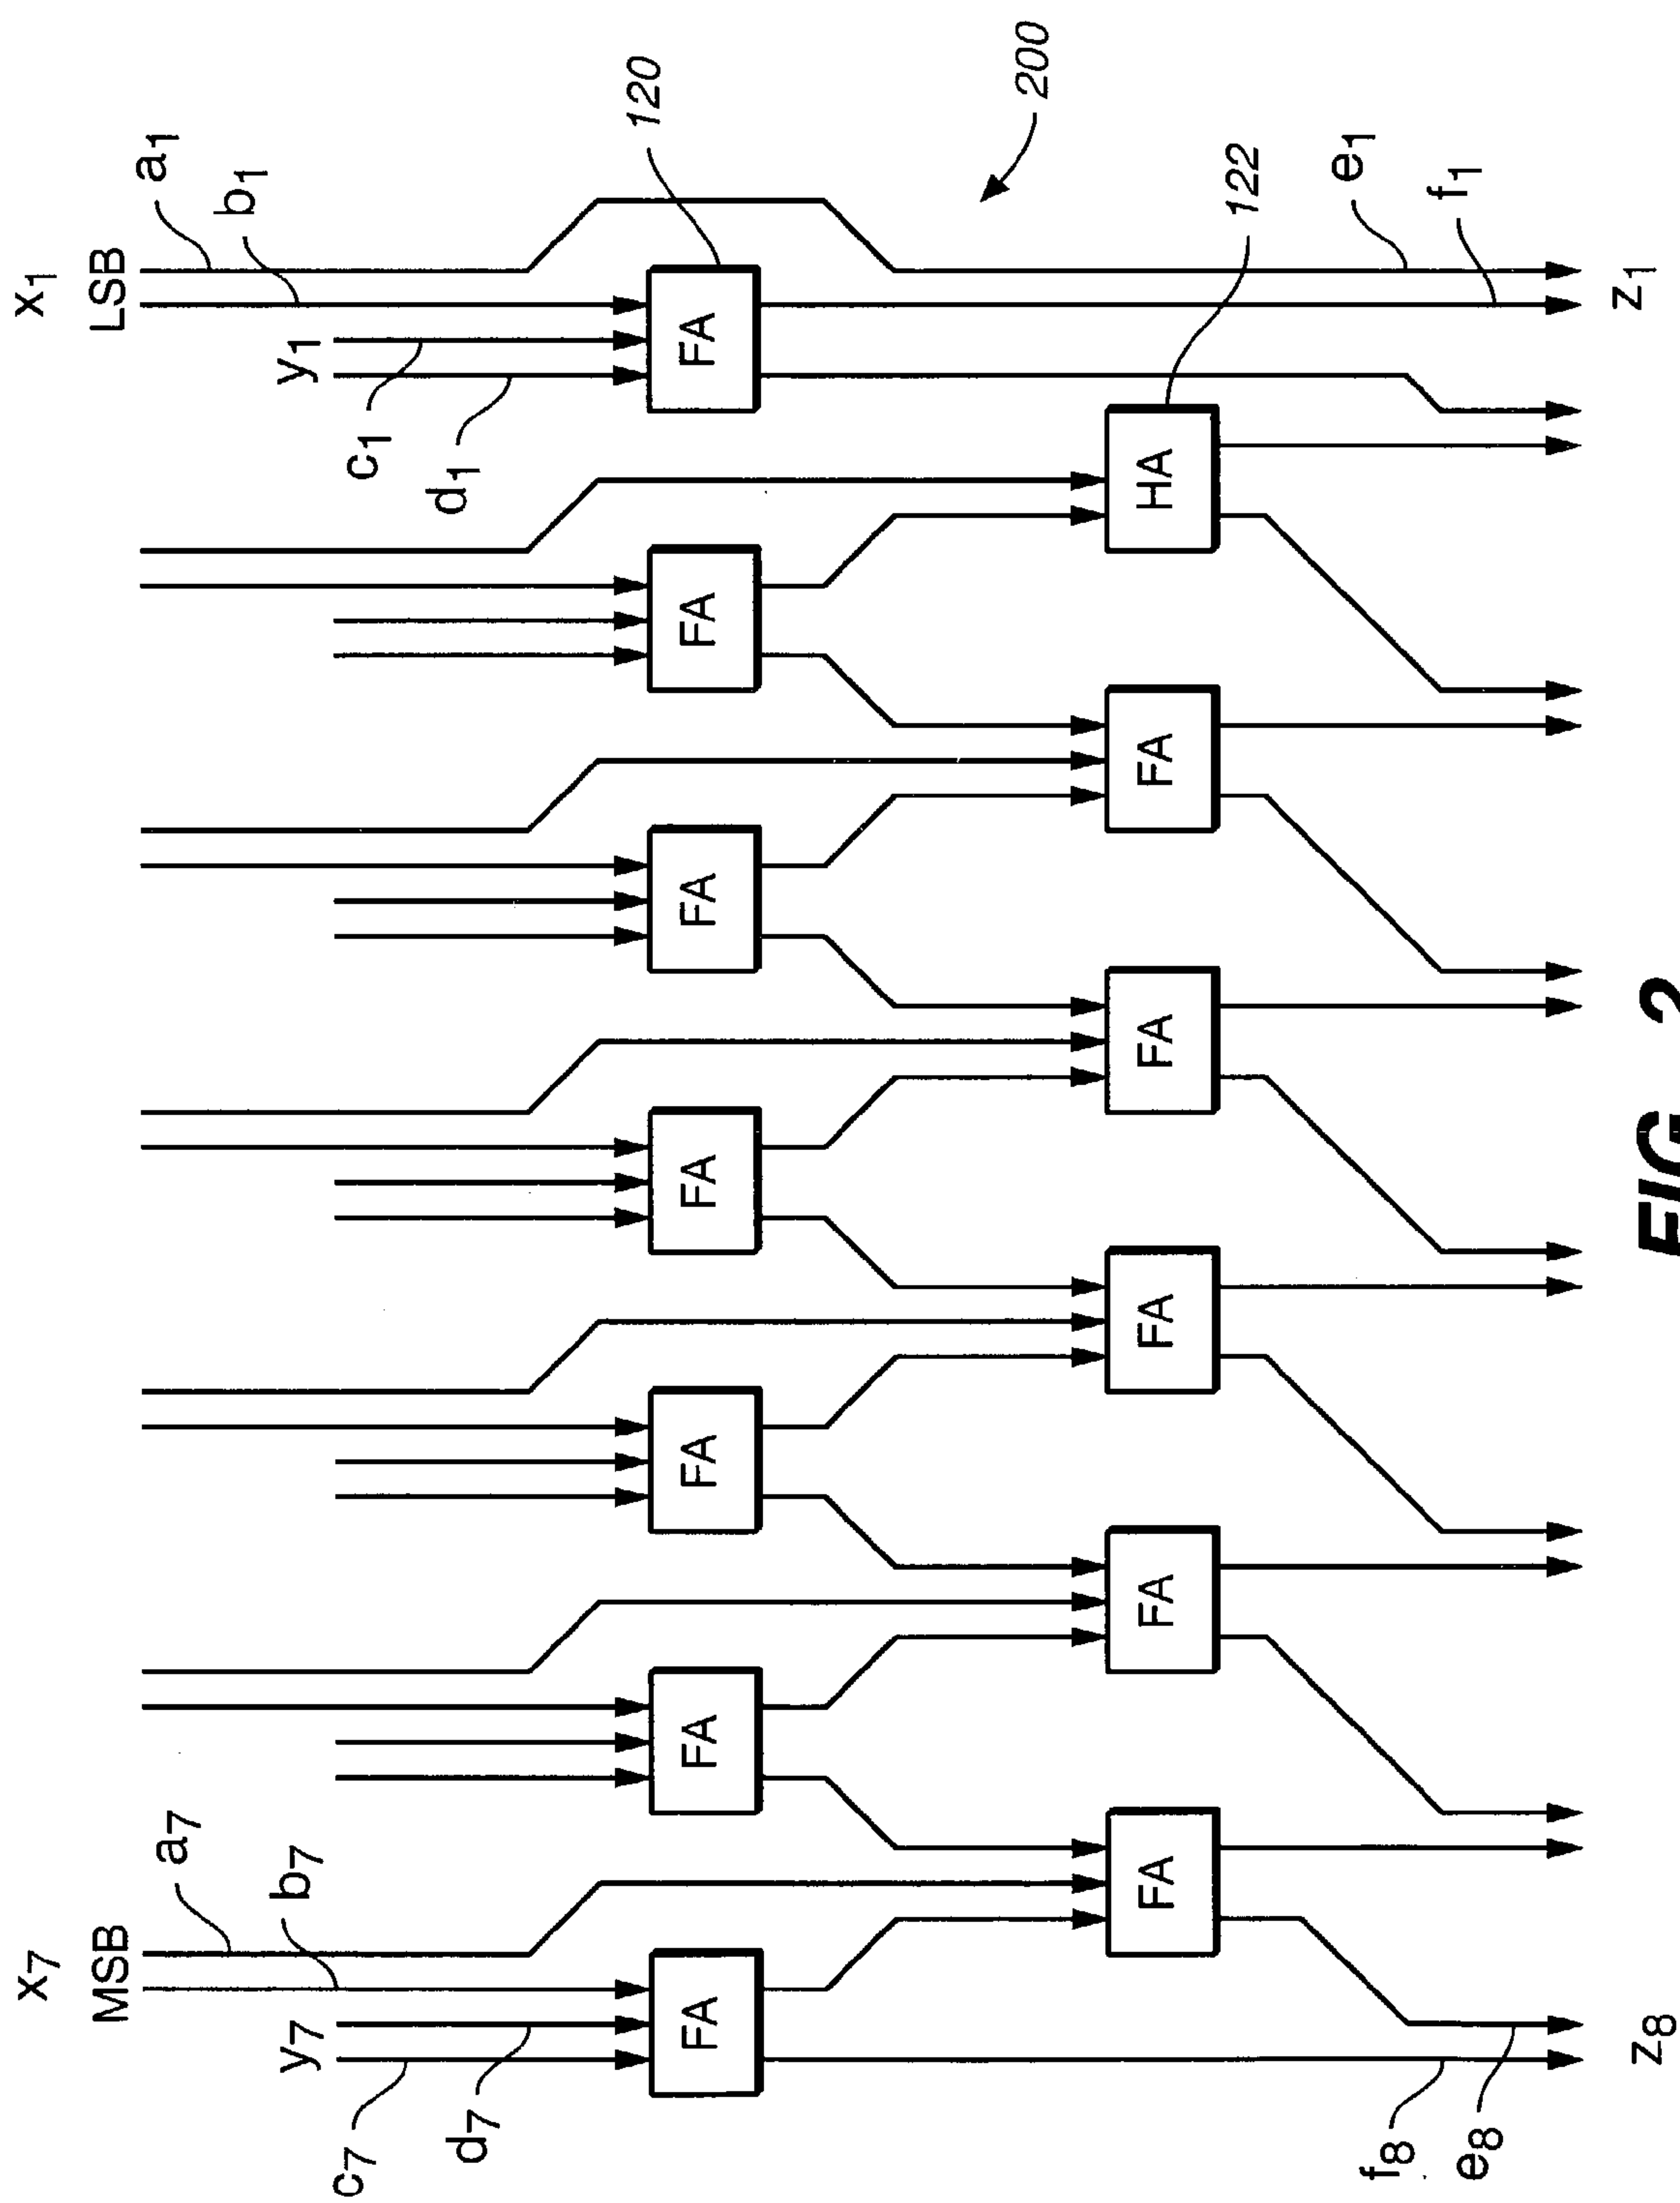 x7 x1
MSB LSB
a7 a1
b7 b1
y7 y1
c7 c1
d7 d1
120
FA FA FA FA FA FA FA
200
FA FA FA FA FA HA
122
f8 e1
e8 f1
z8 z1
FIG 2